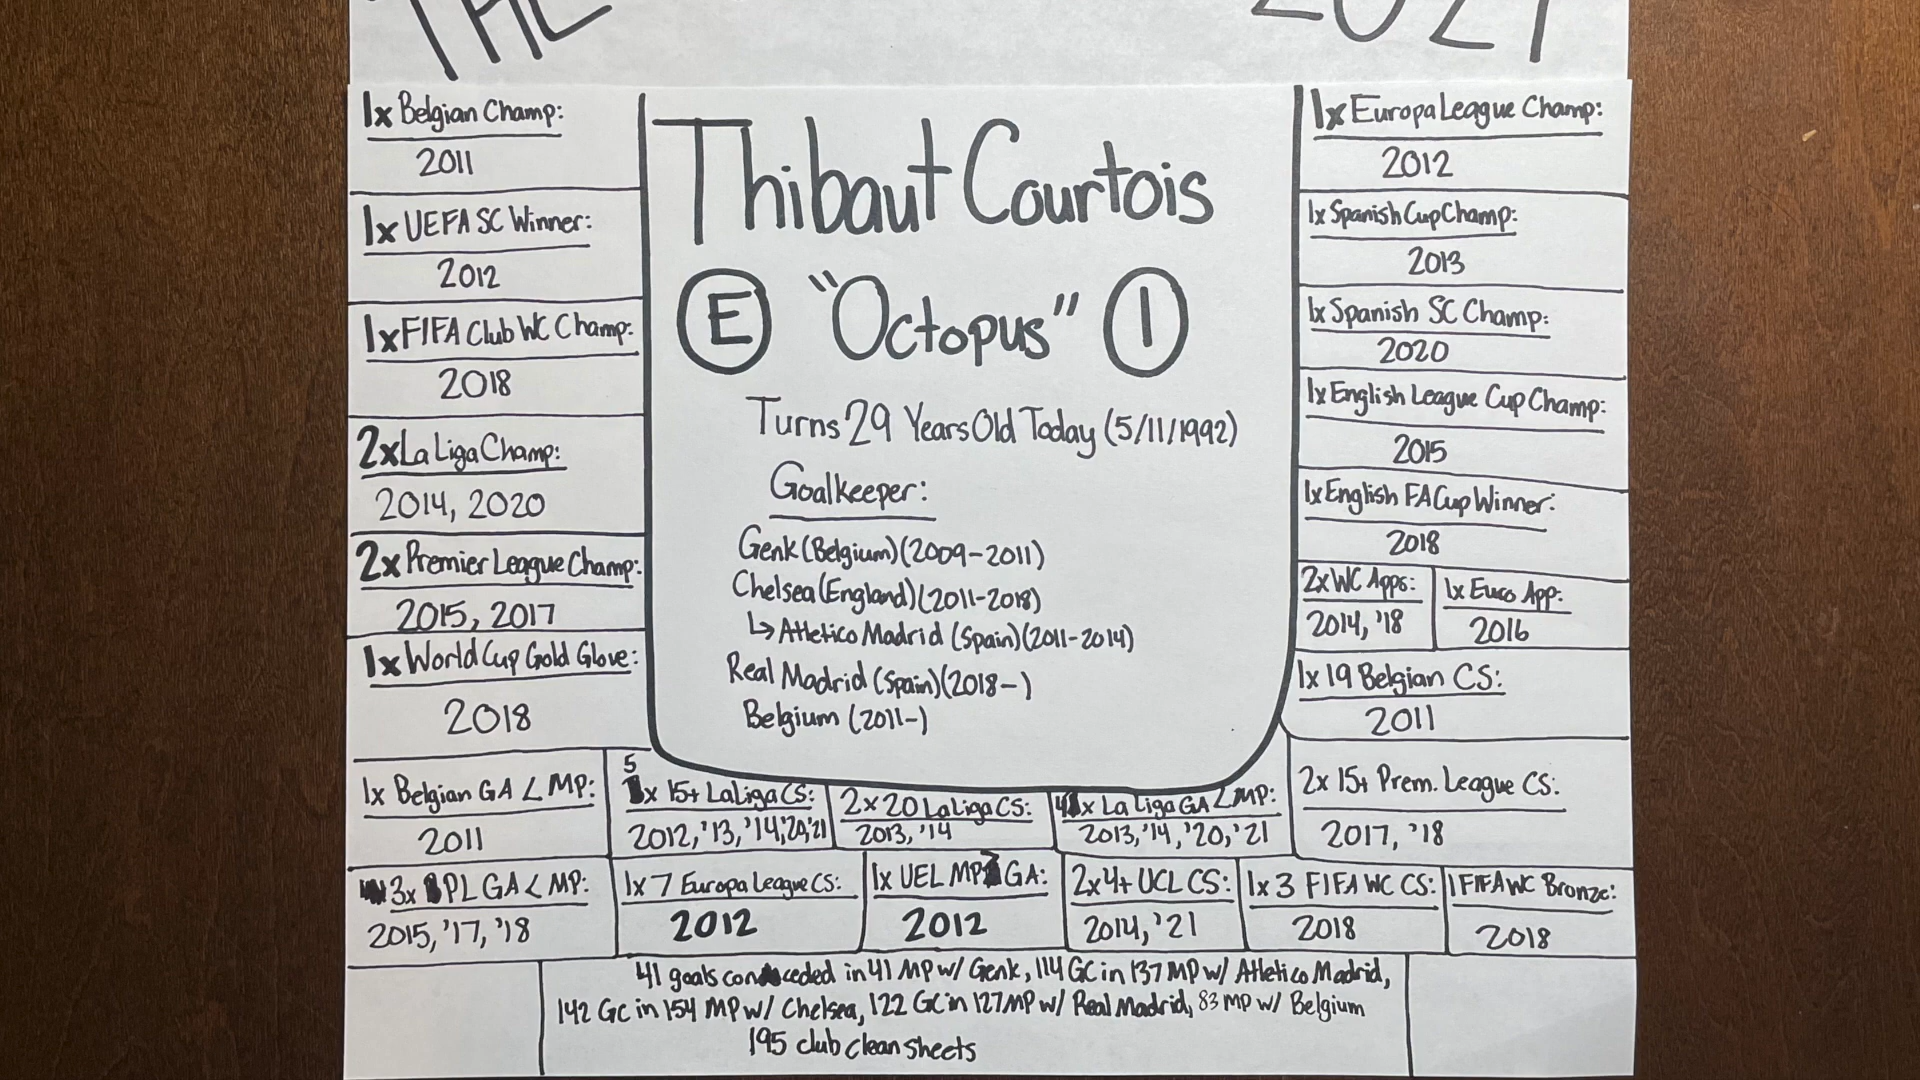 THE
2021
1x Belgian Champ:
2011
1x UEFA SC Winner:
2012
1x FIFA Club WC Champ:
2018
2x La Liga Champ:
2014, 2020
2x Premier League Champ:
2015, 2017
1x World Cup Gold Glove:
2018
Thibaut Courtois
E "Octopus" 1
Turns 29 Years Old Today (5/11/1992)
Goalkeeper:
Genk (Belgium) (2009-2011)
Chelsea (England) (2011-2018)
↳ Atletico Madrid (Spain) (2011-2014)
Real Madrid (Spain) (2018-)
Belgium (2011-)
1x Europa League Champ:
2012
1x Spanish Cup Champ:
2013
1x Spanish SC Champ:
2020
1x English League Cup Champ:
2015
1x English FA Cup Winner:
2018
2x WC Apps:
2014, '18
1x Euro App:
2016
1x 19 Belgian CS:
2011
1x Belgian GA < MP:
2011
5x 15+ La Liga CS:
2012, '13, '14, '20, '21
2x 20 La Liga CS:
2013, '14
4x La Liga GA < MP:
2013, '14, '20, '21
2x 15+ Prem. League CS:
2017, '18
3x PL GA < MP:
2015, '17, '18
1x 7 Europa League CS:
2012
1x UEL MP > GA:
2012
2x 4+ UCL CS:
2014, '21
1x 3 FIFA WC CS:
2018
1 FIFA WC Bronze:
2018
41 goals conceded in 41 MP w/ Genk, 114 GC in 137 MP w/ Atletico Madrid,
142 GC in 154 MP w/ Chelsea, 122 GC in 127 MP w/ Real Madrid, 83 MP w/ Belgium
195 club clean sheets